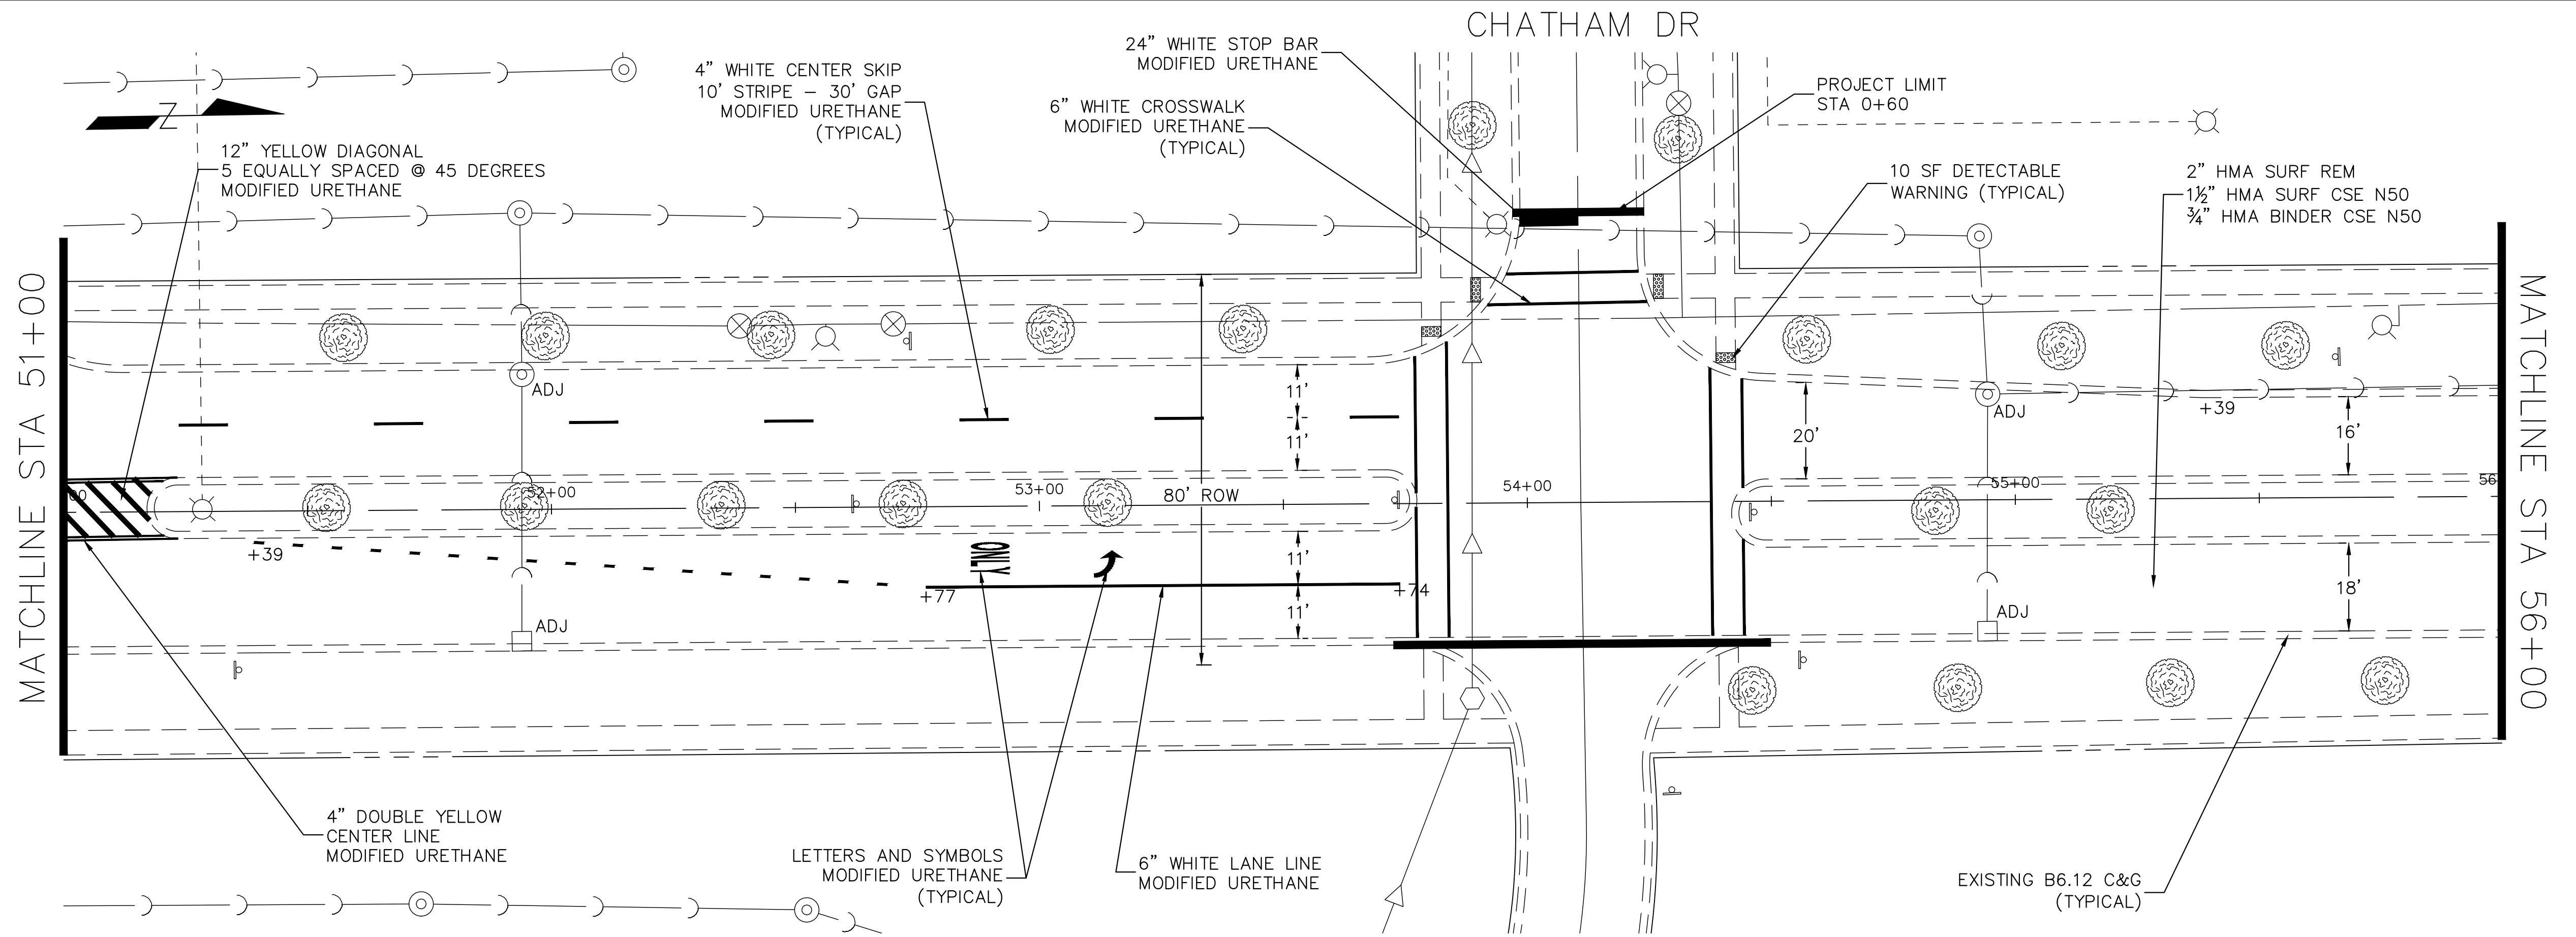 CHATHAM DR
24” WHITE STOP BAR
MODIFIED URETHANE
4” WHITE CENTER SKIP
10' STRIPE – 30' GAP
MODIFIED URETHANE
(TYPICAL)
6” WHITE CROSSWALK
MODIFIED URETHANE
(TYPICAL)
PROJECT LIMIT
STA 0+60
Z
12” YELLOW DIAGONAL
5 EQUALLY SPACED @ 45 DEGREES
MODIFIED URETHANE
10 SF DETECTABLE
WARNING (TYPICAL)
2” HMA SURF REM
1½” HMA SURF CSE N50
¾” HMA BINDER CSE N50
MATCHLINE STA 51+00
MATCHLINE STA 56+00
ADJ
11'
11'
ADJ
+39
20'
16'
00
52+00
53+00
80' ROW
54+00
55+00
56
+39
ONLY
11'
18'
+77
+74
11'
ADJ
ADJ
4” DOUBLE YELLOW
CENTER LINE
MODIFIED URETHANE
LETTERS AND SYMBOLS
MODIFIED URETHANE
(TYPICAL)
6” WHITE LANE LINE
MODIFIED URETHANE
EXISTING B6.12 C&G
(TYPICAL)